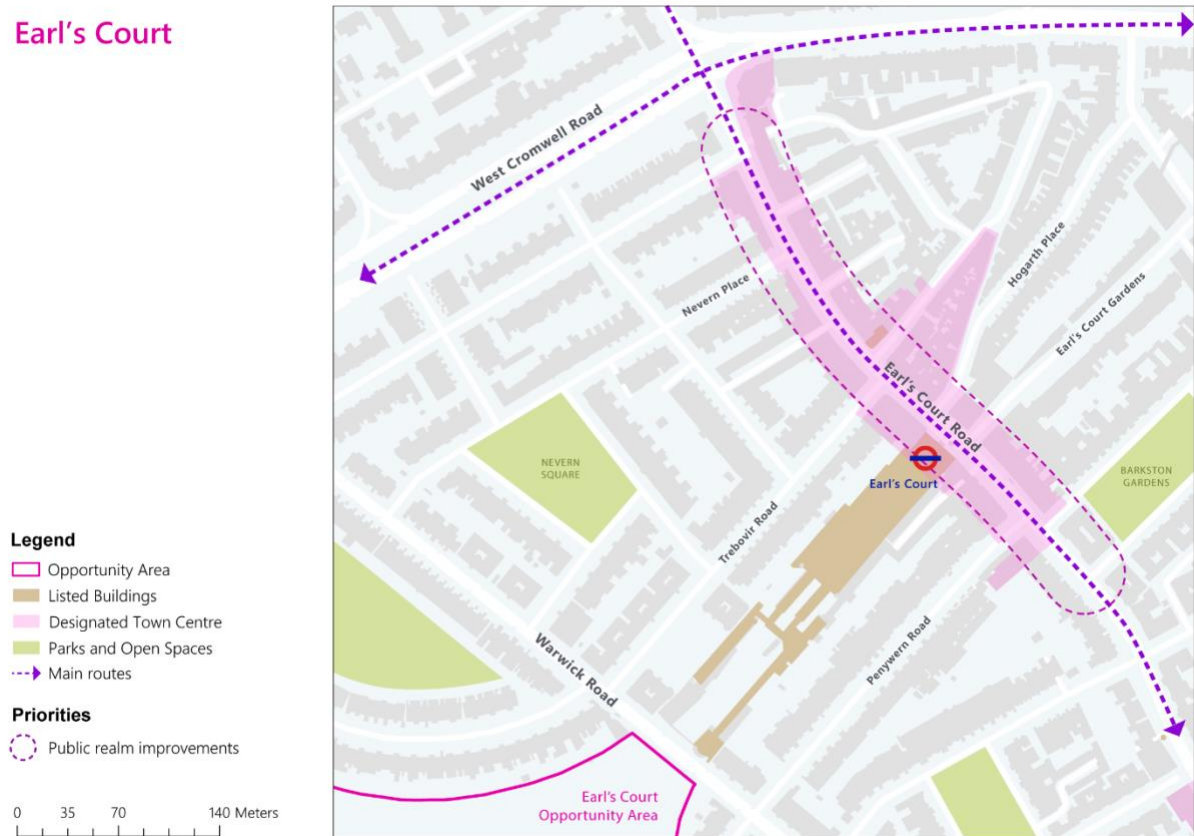 Earl's Court
West Cromwell Road
Nevern Place
Hogarth Place
Earl's Court Gardens
Earl's Court Road
NEVERN
SQUARE
Earl's Court
BARKSTON
GARDENS
Trebovir Road
Penywern Road
Warwick Road
Earl's Court
Opportunity Area
Legend
Opportunity Area
Listed Buildings
Designated Town Centre
Parks and Open Spaces
Main routes
Priorities
Public realm improvements
0 35 70 140 Meters